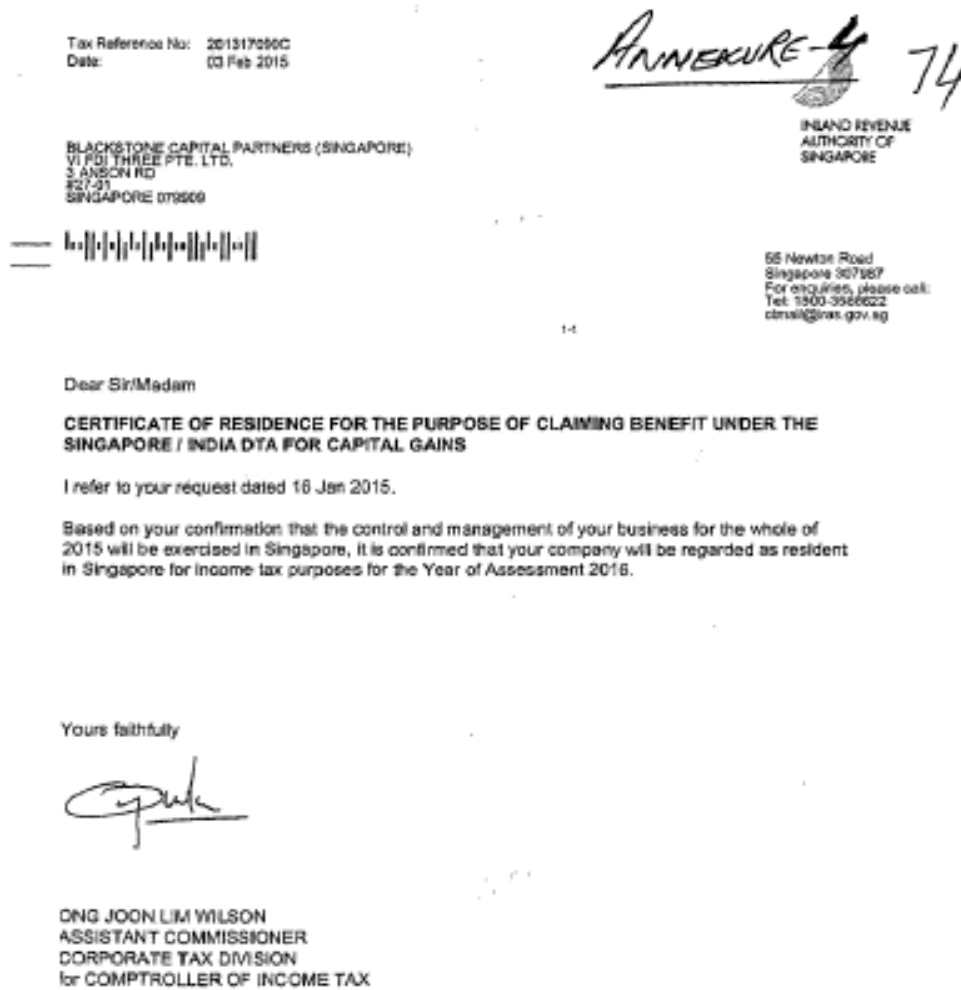 Tax Reference No: 201317090C
Date: 03 Feb 2015
ANNEXURE-4 74
INLAND REVENUE
AUTHORITY OF
SINGAPORE
BLACKSTONE CAPITAL PARTNERS (SINGAPORE)
VI FDI THREE PTE. LTD.
3 ANSON RD
#27-01
SINGAPORE 079909
55 Newton Road
Singapore 307987
For enquiries, please call:
Tel: 1800-3568622
ctmail@iras.gov.sg
1-1
Dear Sir/Madam
CERTIFICATE OF RESIDENCE FOR THE PURPOSE OF CLAIMING BENEFIT UNDER THE
SINGAPORE / INDIA DTA FOR CAPITAL GAINS
I refer to your request dated 16 Jan 2015.
Based on your confirmation that the control and management of your business for the whole of
2015 will be exercised in Singapore, it is confirmed that your company will be regarded as resident
in Singapore for income tax purposes for the Year of Assessment 2016.
Yours faithfully
ONG JOON LIM WILSON
ASSISTANT COMMISSIONER
CORPORATE TAX DIVISION
for COMPTROLLER OF INCOME TAX